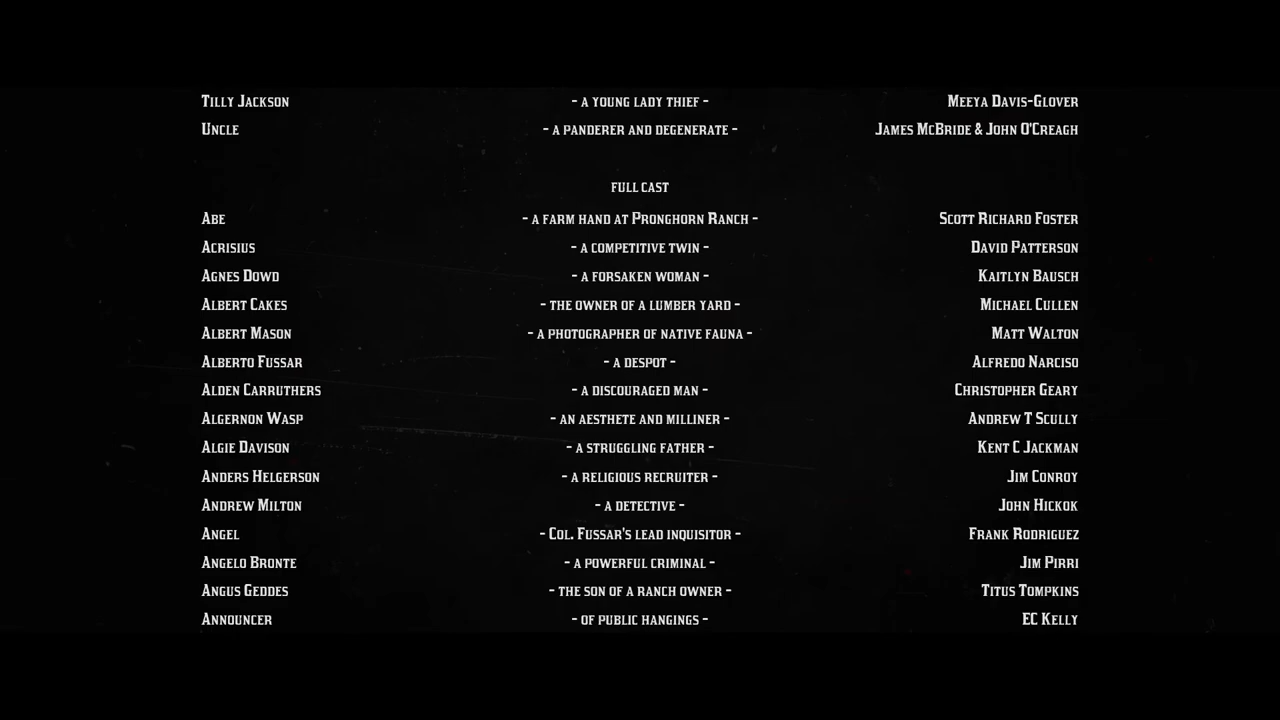 Tilly Jackson - a young lady thief - Meeya Davis-Glover
Uncle - a panderer and degenerate - James McBride & John O'Creagh
full cast
Abe - a farm hand at Pronghorn Ranch - Scott Richard Foster
Acrisius - a competitive twin - David Patterson
Agnes Dowd - a forsaken woman - Kaitlyn Bausch
Albert Cakes - the owner of a lumber yard - Michael Cullen
Albert Mason - a photographer of native fauna - Matt Walton
Alberto Fussar - a despot - Alfredo Narciso
Alden Carruthers - a discouraged man - Christopher Geary
Algernon Wasp - an aesthete and milliner - Andrew T Scully
Algie Davison - a struggling father - Kent C Jackman
Anders Helgerson - a religious recruiter - Jim Conroy
Andrew Milton - a detective - John Hickok
Angel - Col. Fussar's lead inquisitor - Frank Rodriguez
Angelo Bronte - a powerful criminal - Jim Pirri
Angus Geddes - the son of a ranch owner - Titus Tompkins
Announcer - of public hangings - EC Kelly